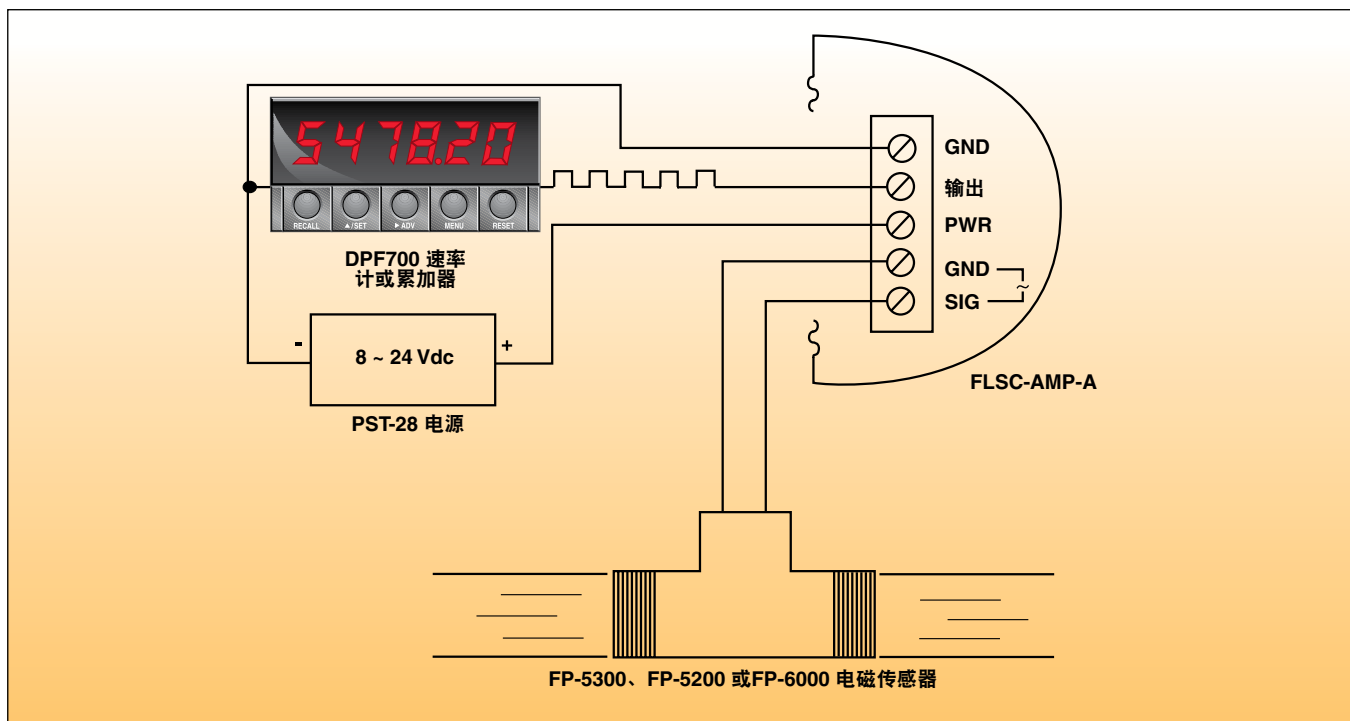 5478.20
RECALL
▲/SET
►ADV
MENU
RESET
DPF700 速率
计或累加器
-
8 ~ 24 Vdc
+
PST-28 电源
GND
输出
PWR
GND
~
SIG
FLSC-AMP-A
FP-5300、FP-5200 或FP-6000 电磁传感器